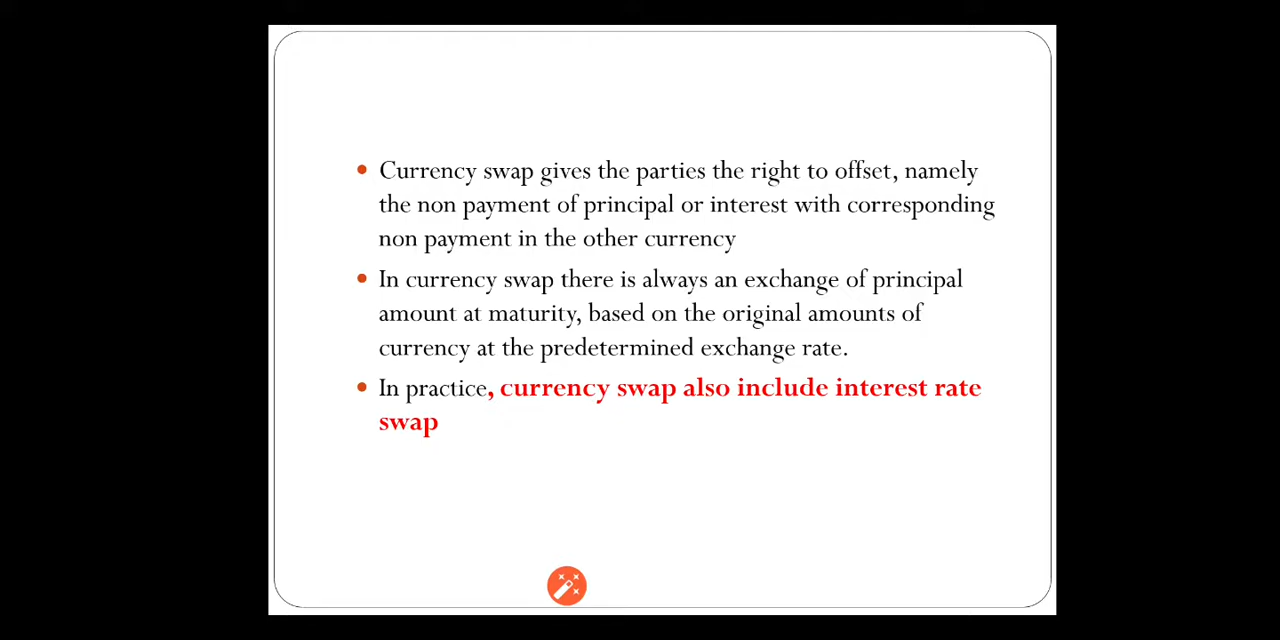 Currency swap gives the parties the right to offset, namely
the non payment of principal or interest with corresponding
non payment in the other currency
In currency swap there is always an exchange of principal
amount at maturity, based on the original amounts of
currency at the predetermined exchange rate.
In practice, currency swap also include interest rate
swap